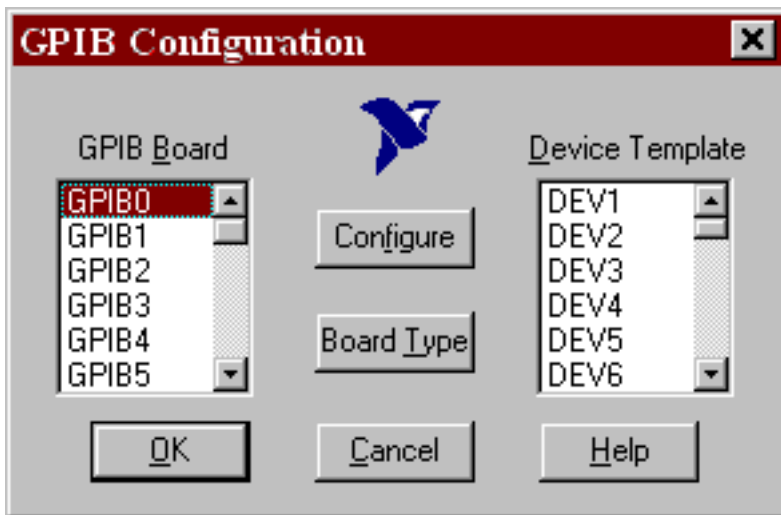 GPIB Configuration
GPIB Board
Device Template
GPIB0
GPIB1
GPIB2
GPIB3
GPIB4
GPIB5
Configure
Board Type
DEV1
DEV2
DEV3
DEV4
DEV5
DEV6
OK
Cancel
Help